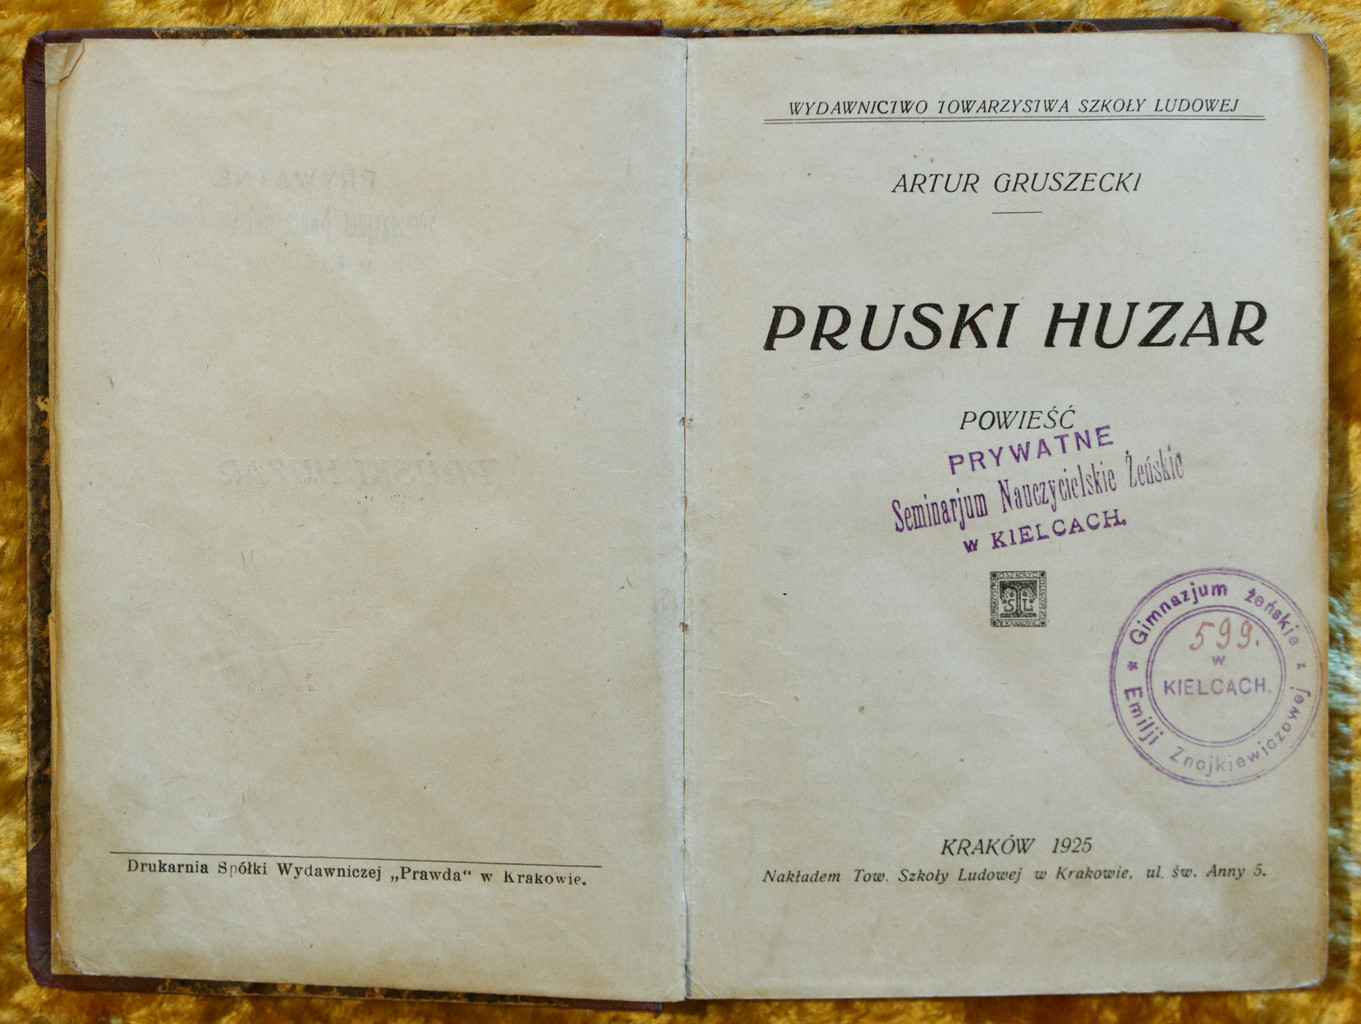 Drukarnia Spółki Wydawniczej „Prawda“ w Krakowie.
WYDAWNICTWO TOWARZYSTWA SZKOŁY LUDOWEJ
ARTUR GRUSZECKI
PRUSKI HUZAR
POWIEŚĆ
PRYWATNE
Seminarjum Nauczycielskie Żeńskie
w KIELCACH.
* Gimnazjum żeńskie z Emilji Znojkiewiczowej
599.
w
KIELCACH.
KRAKÓW 1925
Nakładem Tow. Szkoły Ludowej w Krakowie, ul. św. Anny 5.